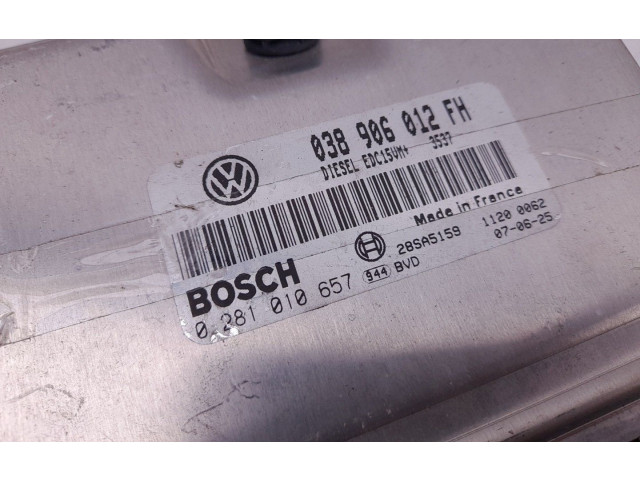 038 906 012 FH
DIESEL EDC15VM+ 3537
Made in France
28SA5159 1120 0062
BOSCH 944 BVD 07-06-25
0 281 010 657